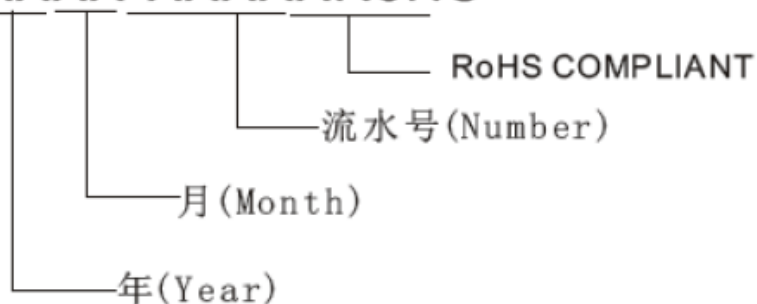 RoHS COMPLIANT
流水号(Number)
月(Month)
年(Year)